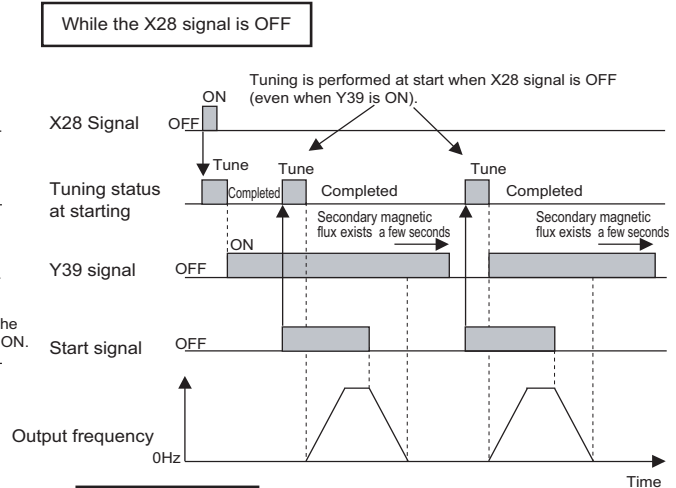 While the X28 signal is OFF
Tuning is performed at start when X28 signal is OFF
(even when Y39 is ON).
ON
X28 Signal OFF
Tune Tune Tune
Tuning status
at starting
Completed Completed Completed
Secondary magnetic
flux exists a few seconds
Secondary magnetic
flux exists a few seconds
ON
Y39 signal OFF
he
ON.
Start signal OFF
Output frequency
0Hz
Time